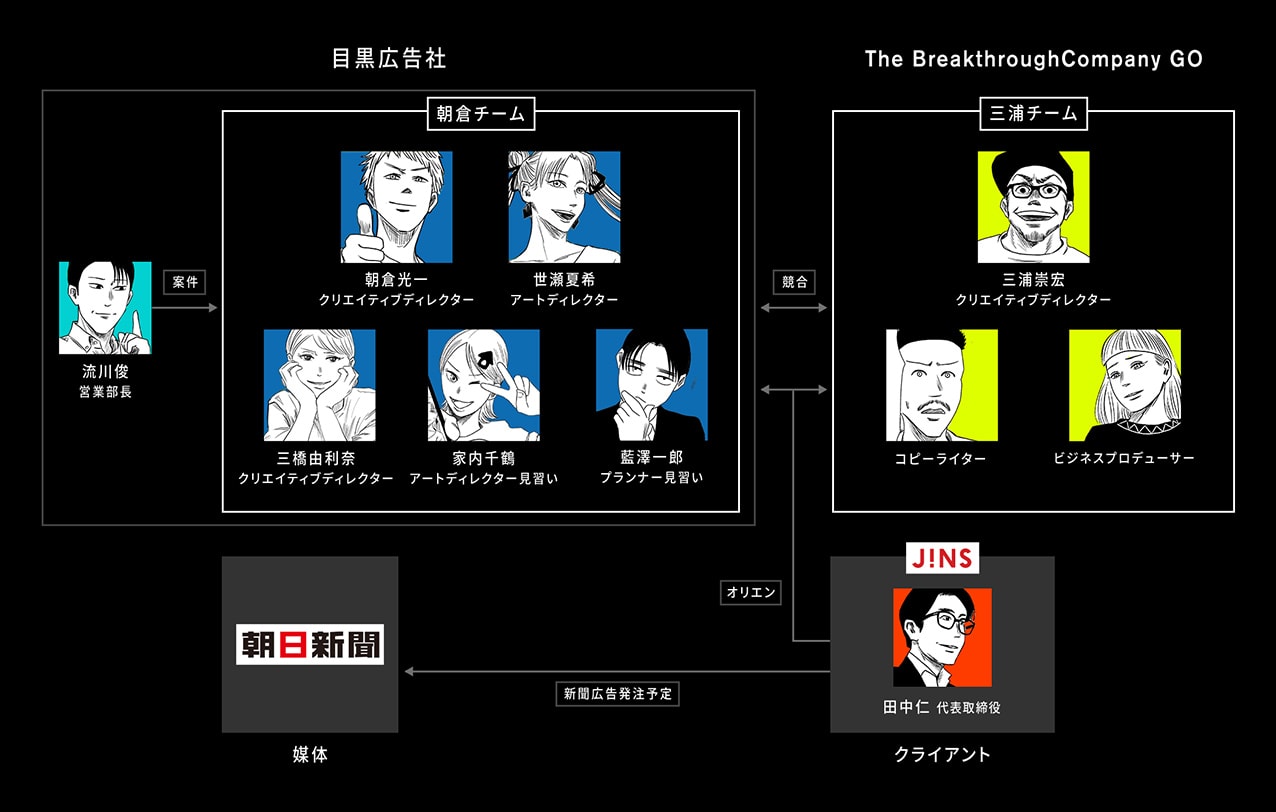 目黒広告社
The BreakthroughCompany GO
朝倉チーム
三浦チーム
朝倉光一
クリエイティブディレクター
世瀬夏希
アートディレクター
三浦崇宏
クリエイティブディレクター
案件
競合
流川俊
営業部長
三橋由利奈
クリエイティブディレクター
家内千鶴
アートディレクター見習い
藍澤一郎
プランナー見習い
コピーライター
ビジネスプロデューサー
J!NS
オリエン
朝日新聞
新聞広告発注予定
田中仁 代表取締役
媒体
クライアント